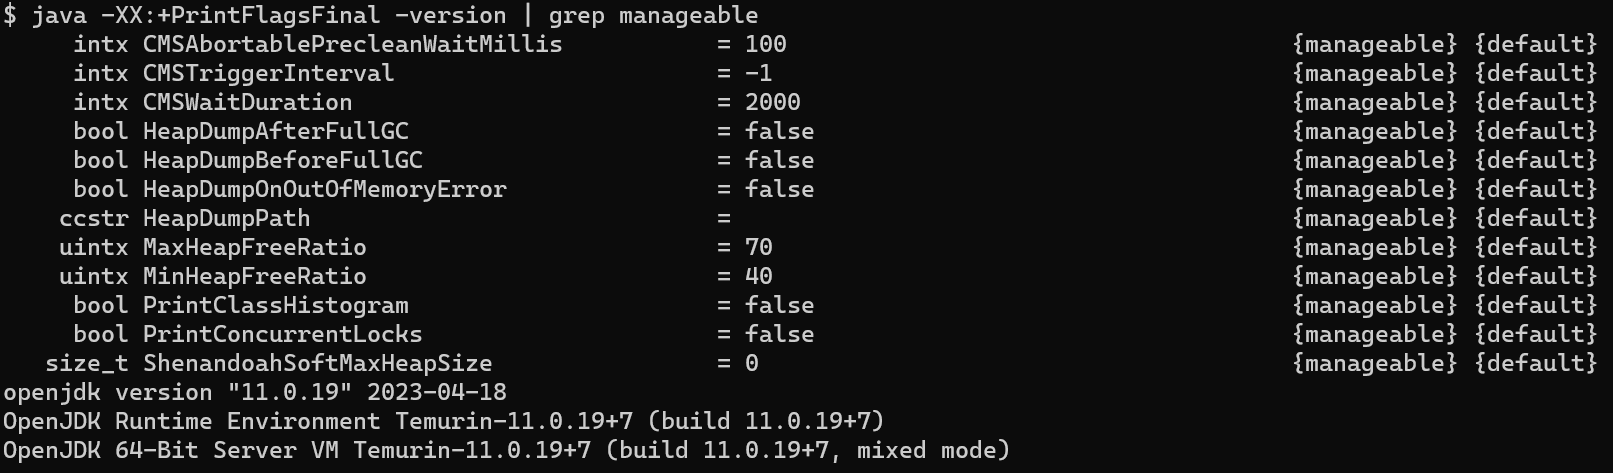 $ java -XX:+PrintFlagsFinal -version | grep manageable
     intx CMSAbortablePrecleanWaitMillis           = 100                                    {manageable} {default}
     intx CMSTriggerInterval                       = -1                                     {manageable} {default}
     intx CMSWaitDuration                          = 2000                                   {manageable} {default}
     bool HeapDumpAfterFullGC                      = false                                  {manageable} {default}
     bool HeapDumpBeforeFullGC                     = false                                  {manageable} {default}
     bool HeapDumpOnOutOfMemoryError               = false                                  {manageable} {default}
    ccstr HeapDumpPath                             =                                        {manageable} {default}
    uintx MaxHeapFreeRatio                         = 70                                     {manageable} {default}
    uintx MinHeapFreeRatio                         = 40                                     {manageable} {default}
     bool PrintClassHistogram                      = false                                  {manageable} {default}
     bool PrintConcurrentLocks                     = false                                  {manageable} {default}
   size_t ShenandoahSoftMaxHeapSize                = 0                                      {manageable} {default}
openjdk version "11.0.19" 2023-04-18
OpenJDK Runtime Environment Temurin-11.0.19+7 (build 11.0.19+7)
OpenJDK 64-Bit Server VM Temurin-11.0.19+7 (build 11.0.19+7, mixed mode)